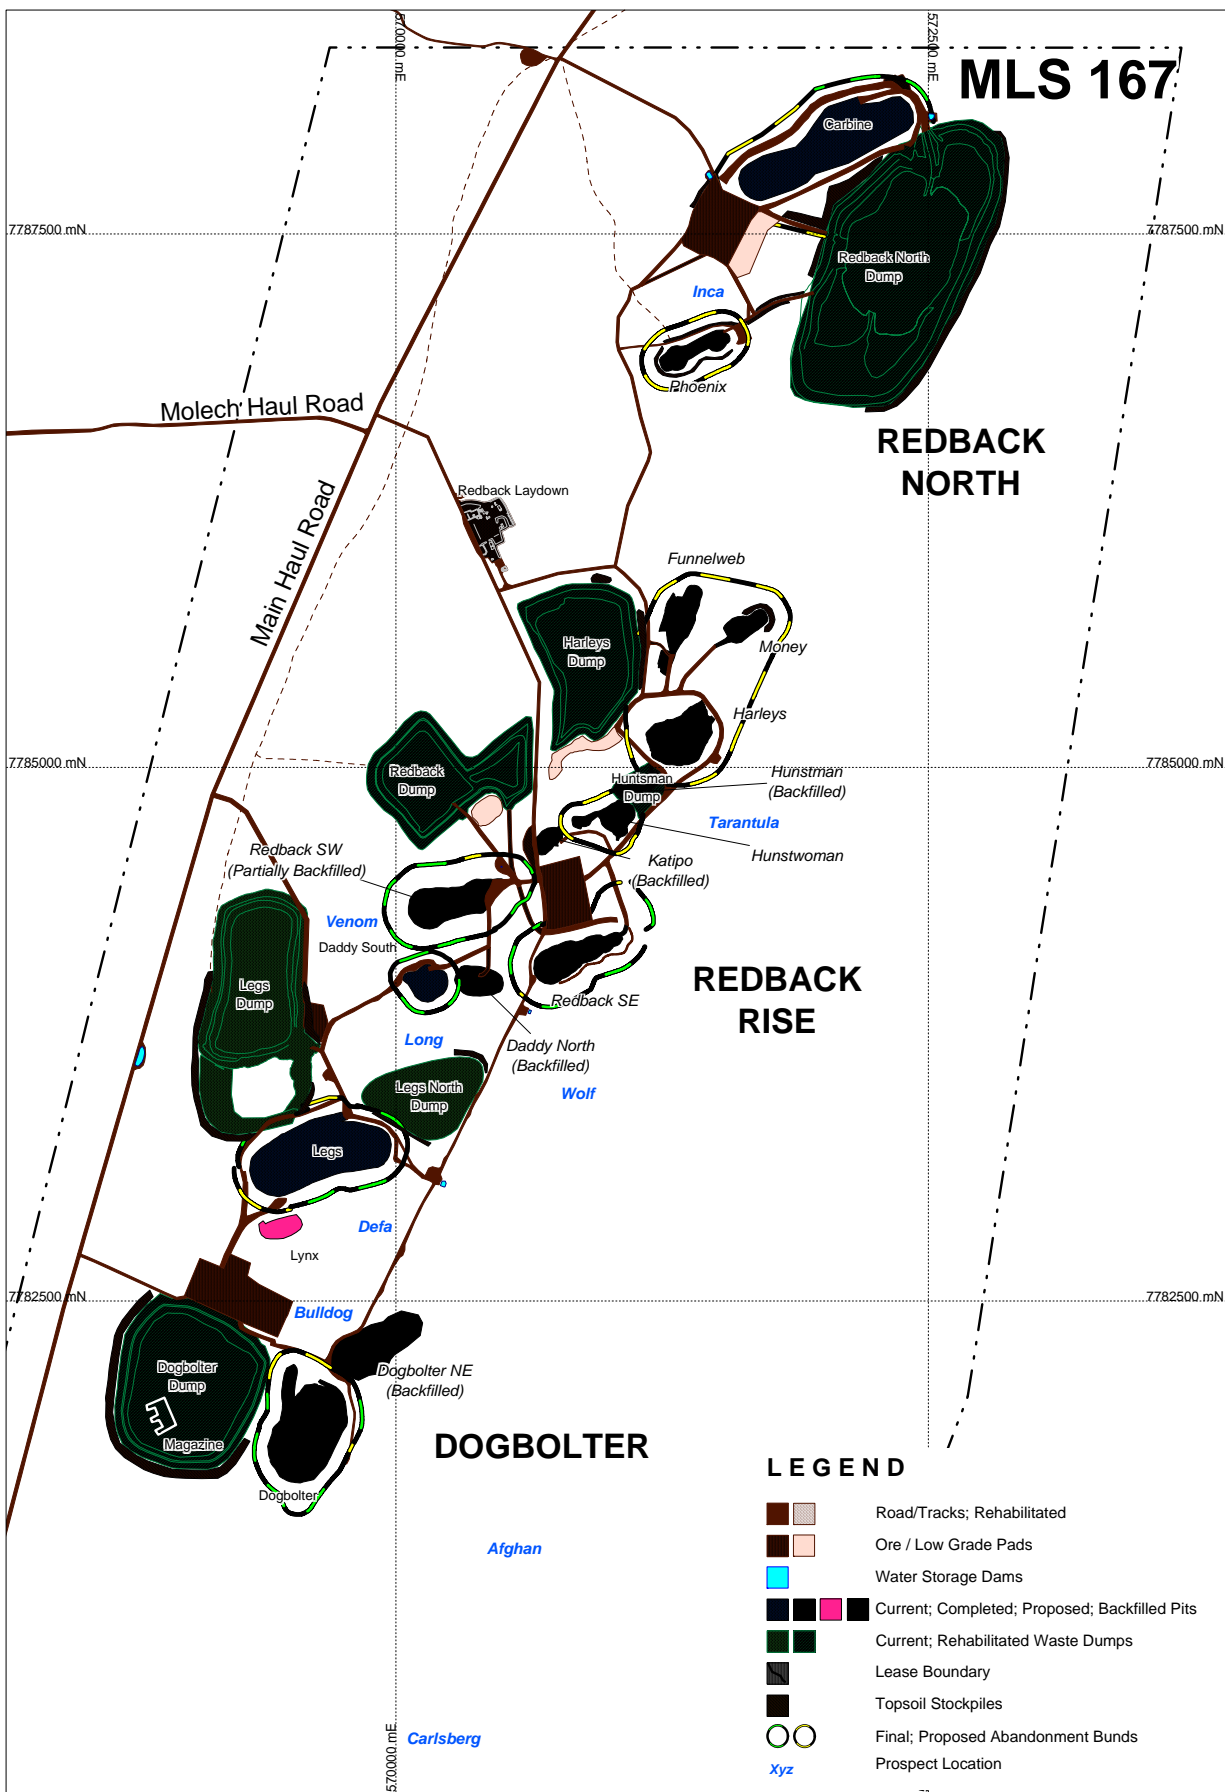 570000 mE
572500 mE
MLS 167
Carbine
7787500 mN
7787500 mN
Redback North
Dump
Inca
Phoenix
Molech Haul Road
REDBACK
NORTH
Redback Laydown
Main Haul Road
Funnelweb
Harleys
Dump
Money
Harleys
7785000 mN
7785000 mN
Redback
Dump
Huntsman
Dump
Hunstman
(Backfilled)
Tarantula
Hunstwoman
Redback SW
(Partially Backfilled)
Katipo
(Backfilled)
Venom
Daddy South
Legs
Dump
REDBACK
RISE
Redback SE
Long
Daddy North
(Backfilled)
Wolf
Legs North
Dump
Legs
Defa
Lynx
7782500 mN
7782500 mN
Bulldog
Dogbolter
Dump
Dogbolter NE
(Backfilled)
Magazine
DOGBOLTER
Dogbolter
Afghan
Carlsberg
570000 mE
LEGEND
Road/Tracks; Rehabilitated
Ore / Low Grade Pads
Water Storage Dams
Current; Completed; Proposed; Backfilled Pits
Current; Rehabilitated Waste Dumps
Lease Boundary
Topsoil Stockpiles
Final; Proposed Abandonment Bunds
Xyz Prospect Location